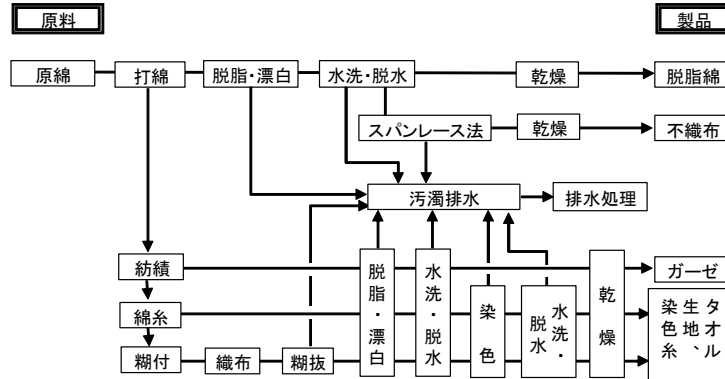 原料
製品
原綿
打綿
脱脂・漂白
水洗・脱水
乾燥
脱脂綿
スパンレース法
乾燥
不織布
汚濁排水
排水処理
紡績
脱脂・漂白
水洗・脱水
染色
水洗・
脱水
乾燥
ガーゼ
綿糸
タオル
生地、
染色糸
糊付
織布
糊抜